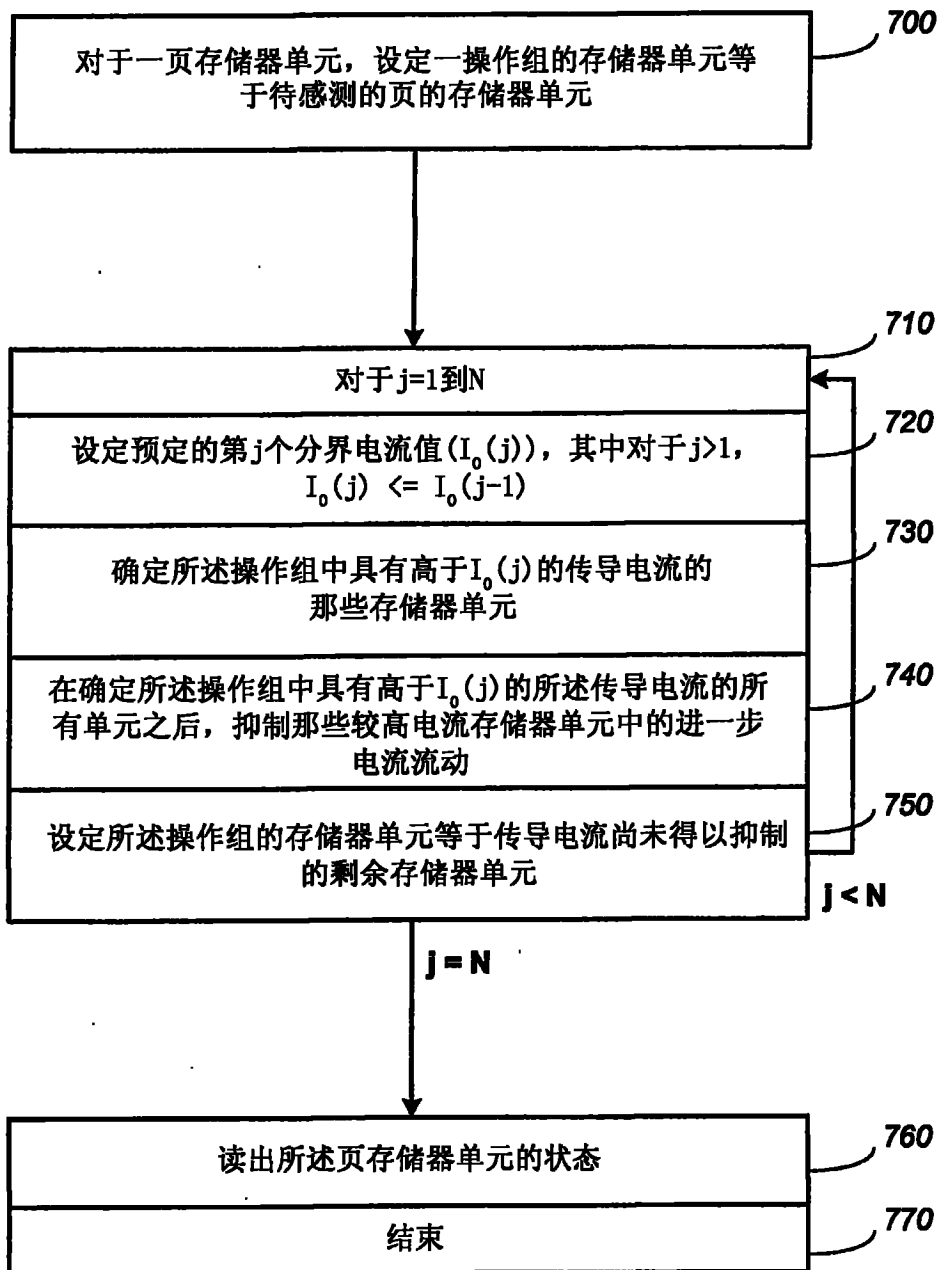 700
对于一页存储器单元，设定一操作组的存储器单元等
于待感测的页的存储器单元
710
对于j=1到N
720
设定预定的第j个分界电流值(I₀(j))，其中对于j>1，
I₀(j) <= I₀(j-1)
730
确定所述操作组中具有高于I₀(j)的传导电流的
那些存储器单元
740
在确定所述操作组中具有高于I₀(j)的所述传导电流的所
有单元之后，抑制那些较高电流存储器单元中的进一步
电流流动
750
设定所述操作组的存储器单元等于传导电流尚未得以抑制
的剩余存储器单元
j < N
j = N
760
读出所述页存储器单元的状态
770
结束